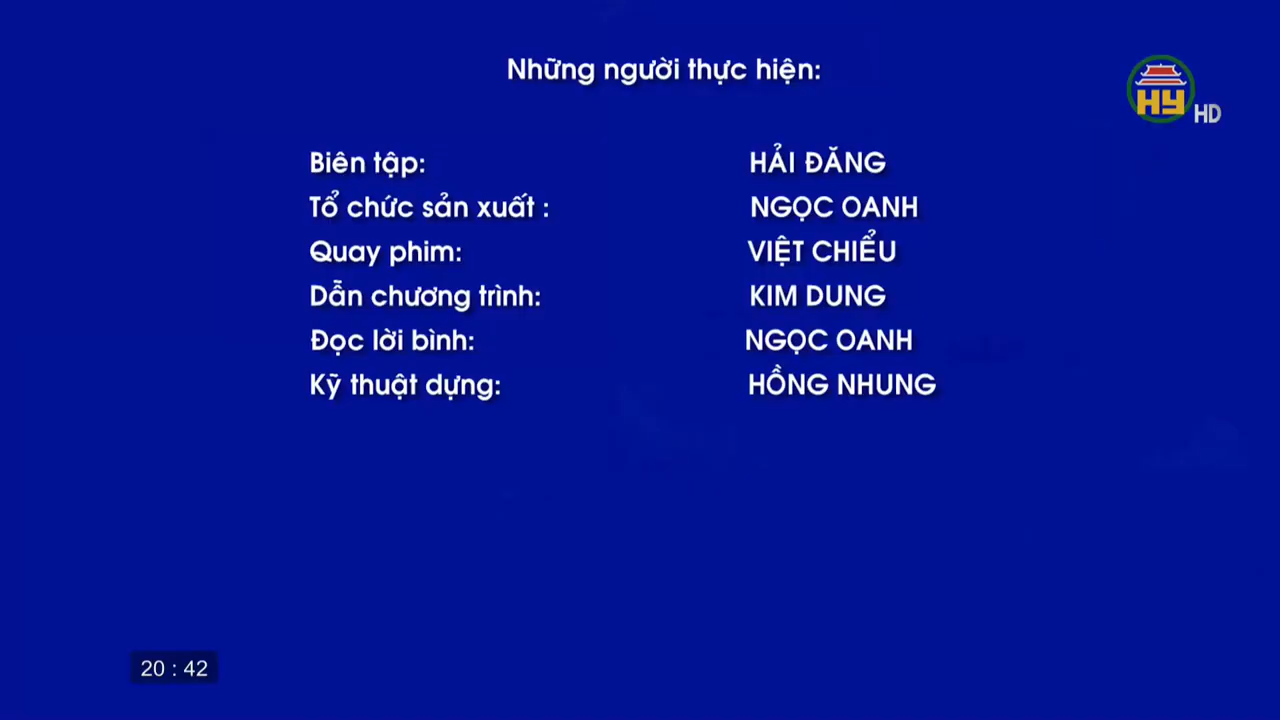 Những người thực hiện:
HY HD
Biên tập: HẢI ĐĂNG
Tổ chức sản xuất : NGỌC OANH
Quay phim: VIỆT CHIỂU
Dẫn chương trình: KIM DUNG
Đọc lời bình: NGỌC OANH
Kỹ thuật dựng: HỒNG NHUNG
20 : 42